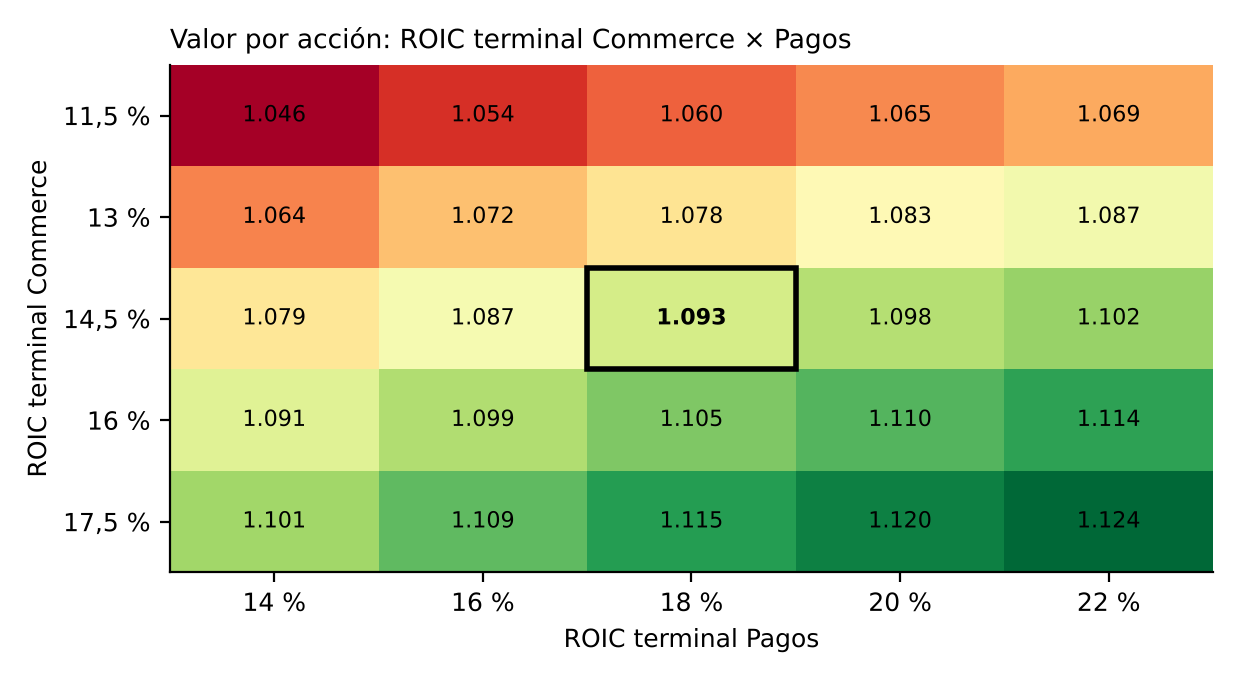 Valor por acción: ROIC terminal Commerce × Pagos
ROIC terminal Commerce
11,5 % 1.046 1.054 1.060 1.065 1.069
13 % 1.064 1.072 1.078 1.083 1.087
14,5 % 1.079 1.087 1.093 1.098 1.102
16 % 1.091 1.099 1.105 1.110 1.114
17,5 % 1.101 1.109 1.115 1.120 1.124
14 % 16 % 18 % 20 % 22 %
ROIC terminal Pagos